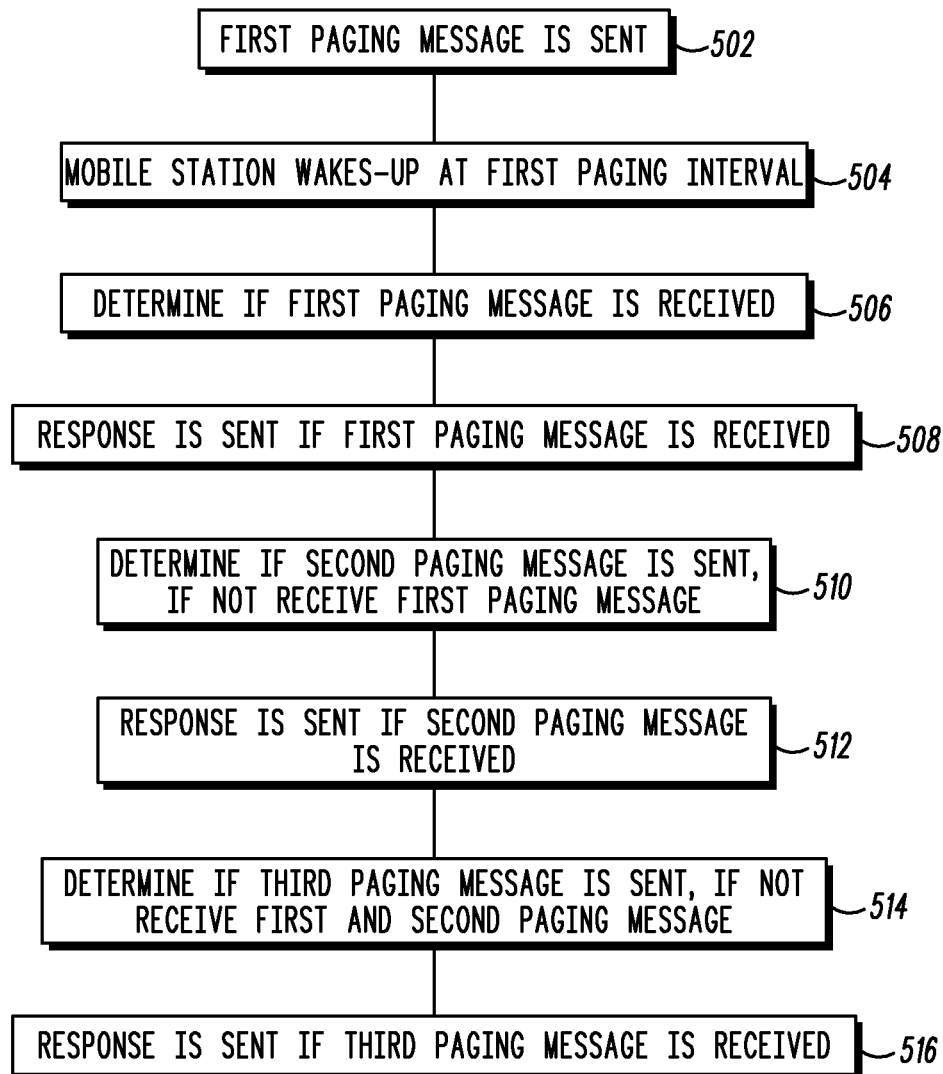 FIRST PAGING MESSAGE IS SENT 502
MOBILE STATION WAKES-UP AT FIRST PAGING INTERVAL 504
DETERMINE IF FIRST PAGING MESSAGE IS RECEIVED 506
RESPONSE IS SENT IF FIRST PAGING MESSAGE IS RECEIVED 508
DETERMINE IF SECOND PAGING MESSAGE IS SENT,
IF NOT RECEIVE FIRST PAGING MESSAGE 510
RESPONSE IS SENT IF SECOND PAGING MESSAGE
IS RECEIVED 512
DETERMINE IF THIRD PAGING MESSAGE IS SENT, IF NOT
RECEIVE FIRST AND SECOND PAGING MESSAGE 514
RESPONSE IS SENT IF THIRD PAGING MESSAGE IS RECEIVED 516